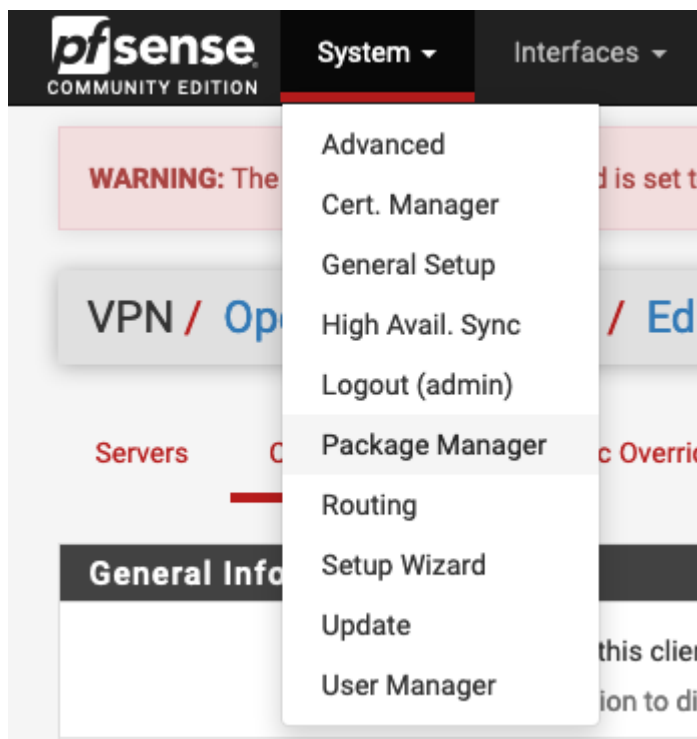 pfsense
COMMUNITY EDITION
System
Interfaces
WARNING: The
is set t
Advanced
Cert. Manager
General Setup
High Avail. Sync
Logout (admin)
Package Manager
Routing
Setup Wizard
Update
User Manager
VPN / Op / Ed
Servers
c Overri
General Info
this clie
ion to di